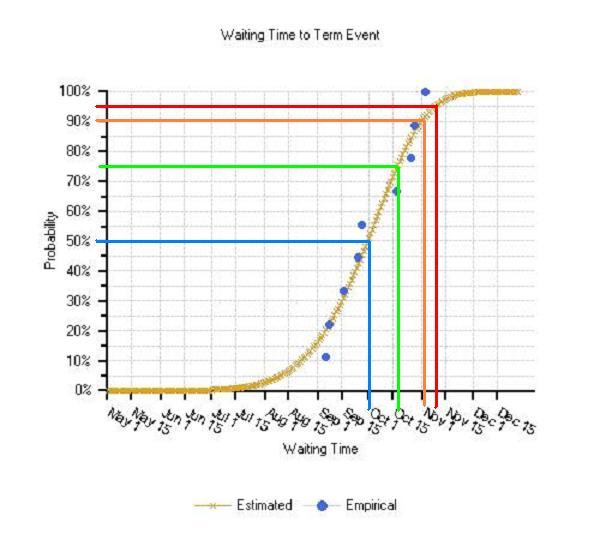 Waiting Time to Term Event
100%
90%
80%
70%
60%
50%
40%
30%
20%
10%
0%
Probability
May 1
May 15
Jun 1
Jun 15
Jul 1
Jul 15
Aug 1
Aug 15
Sep 1
Sep 15
Oct 1
Oct 15
Nov 1
Nov 15
Dec 1
Dec 15
Waiting Time
Estimated Empirical